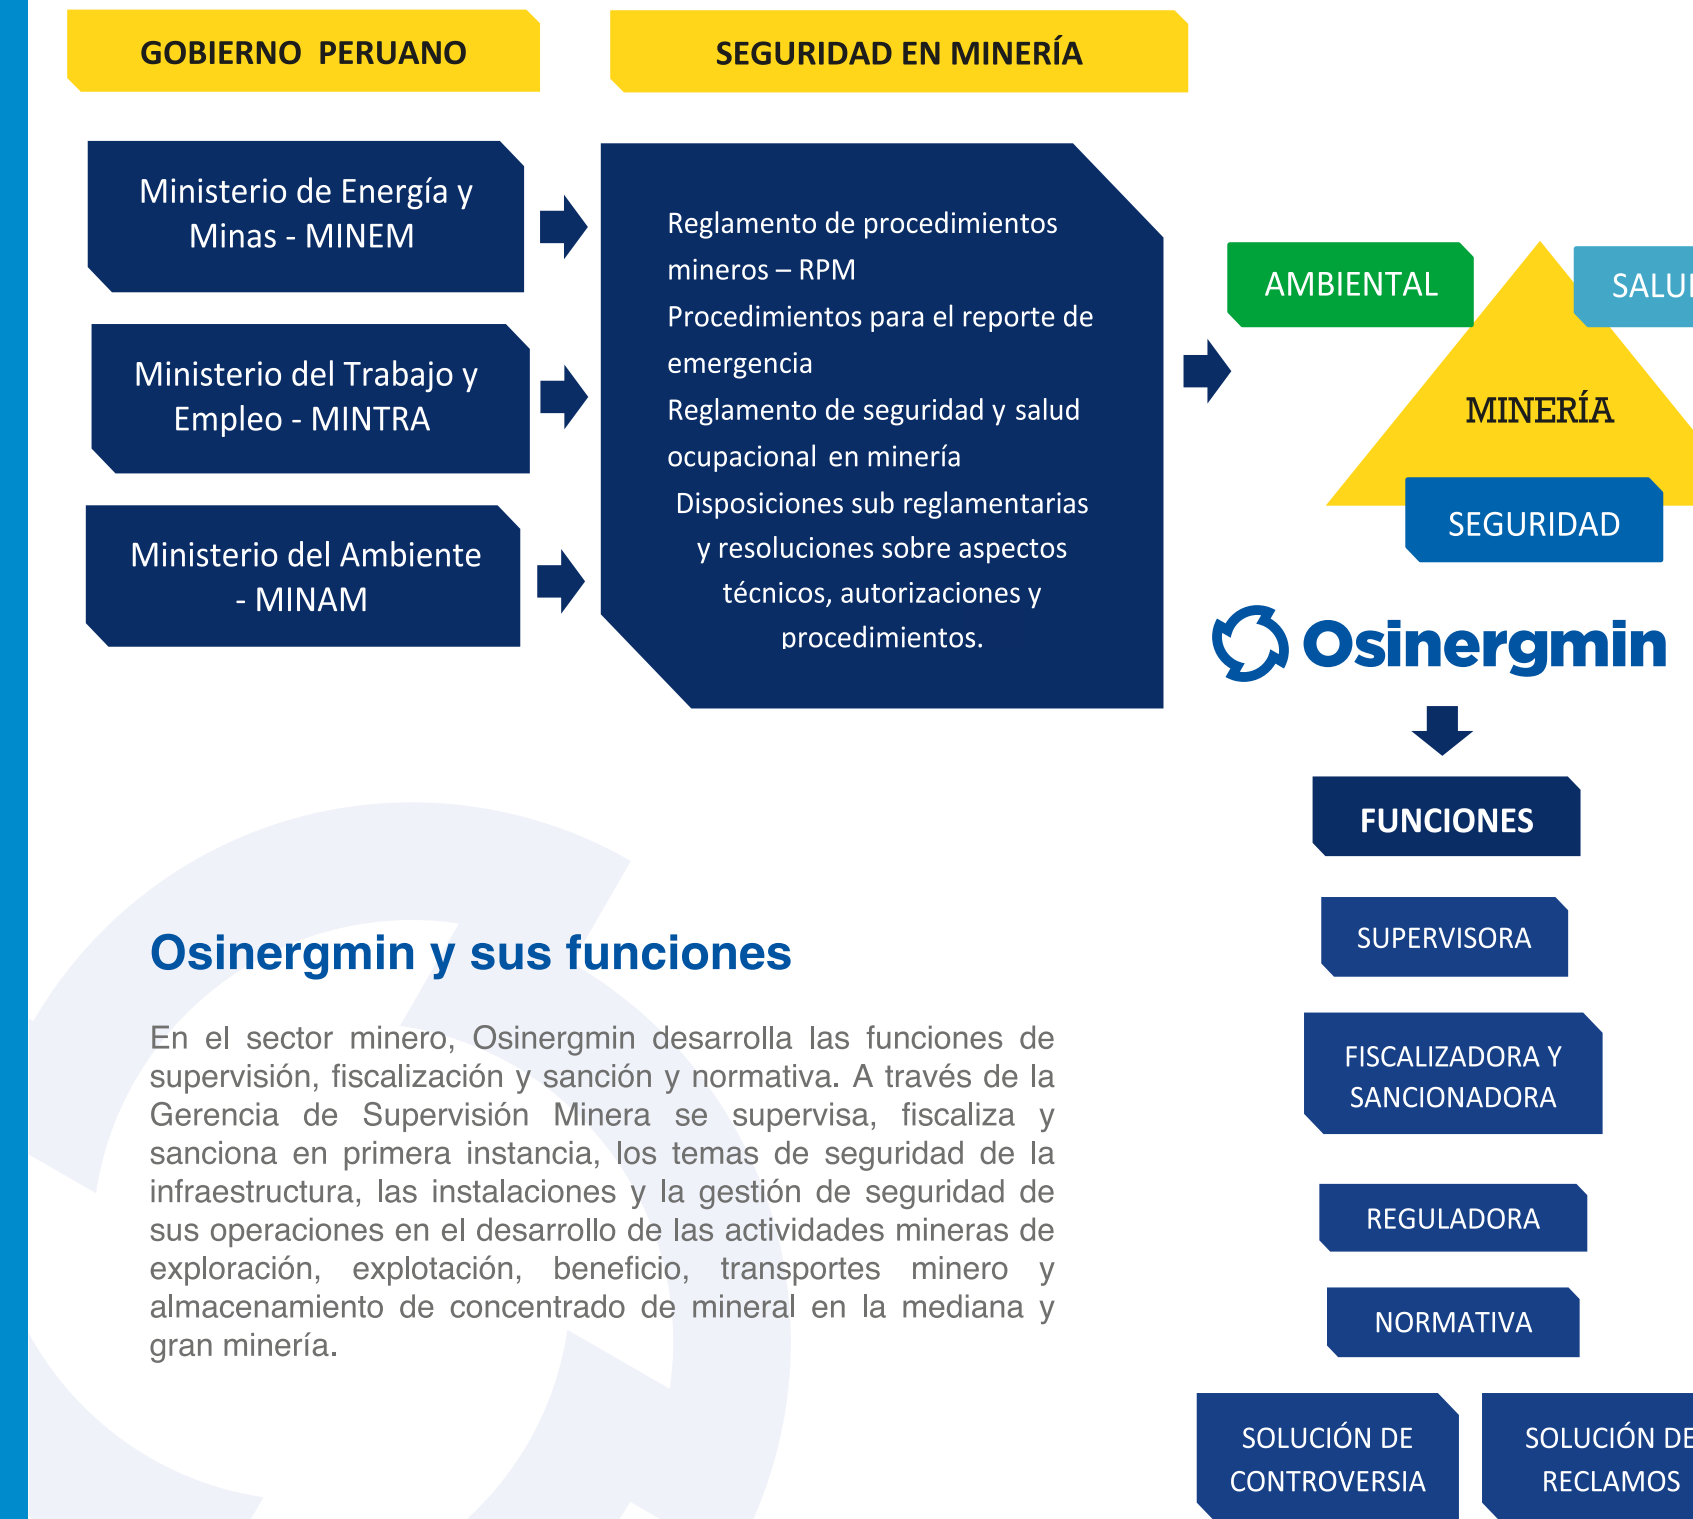 GOBIERNO PERUANO
SEGURIDAD EN MINERÍA
Ministerio de Energía y
Minas - MINEM
Ministerio del Trabajo y
Empleo - MINTRA
Ministerio del Ambiente
- MINAM
Reglamento de procedimientos
mineros – RPM
Procedimientos para el reporte de
emergencia
Reglamento de seguridad y salud
ocupacional en minería
Disposiciones sub reglamentarias
y resoluciones sobre aspectos
técnicos, autorizaciones y
procedimientos.
AMBIENTAL
MINERÍA
SEGURIDAD
Osinergmin
FUNCIONES
SUPERVISORA
FISCALIZADORA Y
SANCIONADORA
REGULADORA
NORMATIVA
SOLUCIÓN DE
CONTROVERSIA
SOLUCIÓN DE
RECLAMOS
Osinergmin y sus funciones
En el sector minero, Osinergmin desarrolla las funciones de
supervisión, fiscalización y sanción y normativa. A través de la
Gerencia de Supervisión Minera se supervisa, fiscaliza y
sanciona en primera instancia, los temas de seguridad de la
infraestructura, las instalaciones y la gestión de seguridad de
sus operaciones en el desarrollo de las actividades mineras de
exploración, explotación, beneficio, transportes minero y
almacenamiento de concentrado de mineral en la mediana y
gran minería.